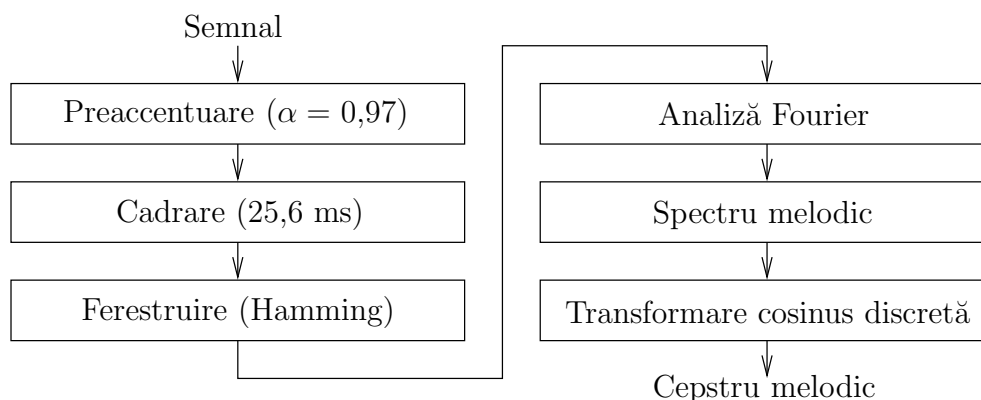 Semnal
Preaccentuare (α = 0,97)
Cadrare (25,6 ms)
Ferestruire (Hamming)
Analiză Fourier
Spectru melodic
Transformare cosinus discretă
Cepstru melodic